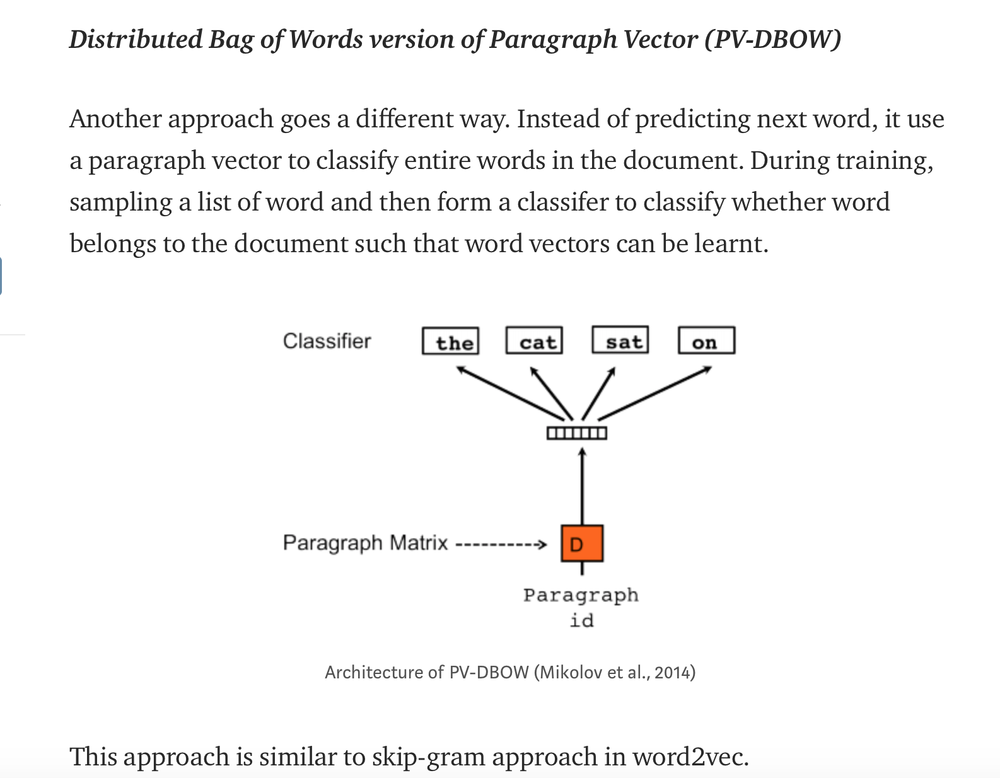 Distributed Bag of Words version of Paragraph Vector (PV-DBOW)
Another approach goes a different way. Instead of predicting next word, it use
a paragraph vector to classify entire words in the document. During training,
sampling a list of word and then form a classifer to classify whether word
belongs to the document such that word vectors can be learnt.
Classifier the cat sat on
Paragraph Matrix D
Paragraph
id
Architecture of PV-DBOW (Mikolov et al., 2014)
This approach is similar to skip-gram approach in word2vec.